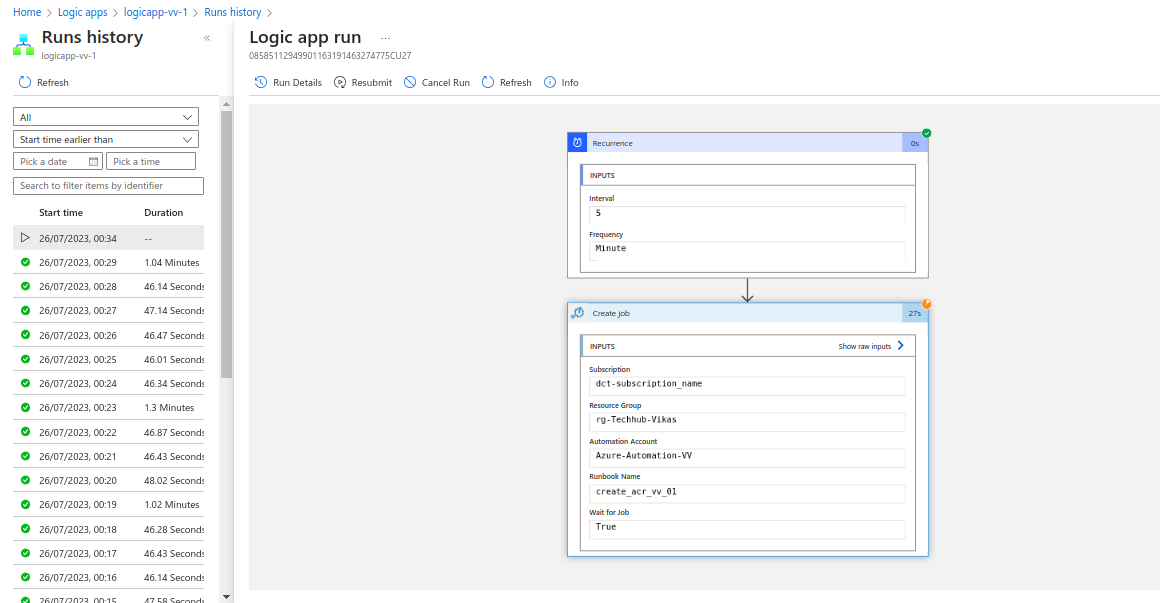 Home > Logic apps > logicapp-vv-1 > Runs history >
Runs history «
logicapp-vv-1
Refresh
All
Start time earlier than
Pick a date Pick a time
Search to filter items by identifier
Start time Duration
26/07/2023, 00:34 --
26/07/2023, 00:29 1.04 Minutes
26/07/2023, 00:28 46.14 Seconds
26/07/2023, 00:27 47.14 Seconds
26/07/2023, 00:26 46.47 Seconds
26/07/2023, 00:25 46.01 Seconds
26/07/2023, 00:24 46.34 Seconds
26/07/2023, 00:23 1.3 Minutes
26/07/2023, 00:22 46.87 Seconds
26/07/2023, 00:21 46.43 Seconds
26/07/2023, 00:20 48.02 Seconds
26/07/2023, 00:19 1.02 Minutes
26/07/2023, 00:18 46.28 Seconds
26/07/2023, 00:17 46.43 Seconds
26/07/2023, 00:16 46.14 Seconds
26/07/2023, 00:15 47.58 Seconds
Logic app run ...
08585112949901163191463274775CU27
Run Details Resubmit Cancel Run Refresh Info
Recurrence 0s
INPUTS
Interval
5
Frequency
Minute
Create job 27s
INPUTS Show raw inputs >
Subscription
dct-subscription_name
Resource Group
rg-Techhub-Vikas
Automation Account
Azure-Automation-VV
Runbook Name
create_acr_vv_01
Wait for Job
True